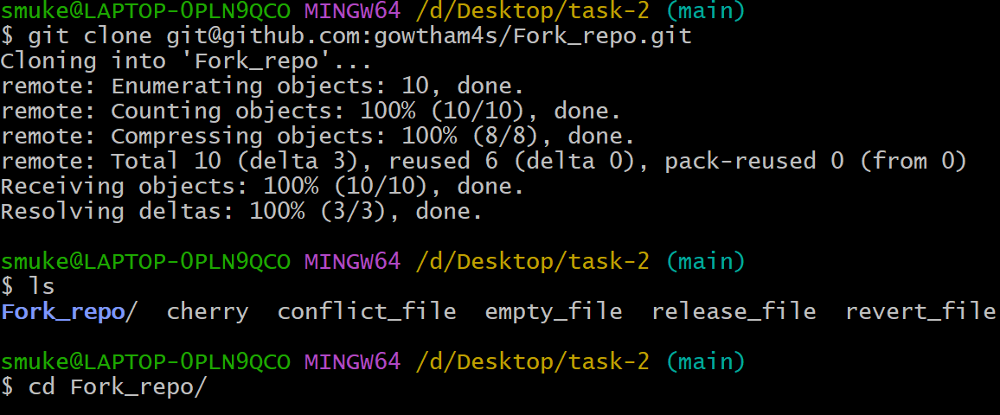 smuke@LAPTOP-0PLN9QCO MINGW64 /d/Desktop/task-2 (main)
$ git clone git@github.com:gowtham4s/Fork_repo.git
Cloning into 'Fork_repo'...
remote: Enumerating objects: 10, done.
remote: Counting objects: 100% (10/10), done.
remote: Compressing objects: 100% (8/8), done.
remote: Total 10 (delta 3), reused 6 (delta 0), pack-reused 0 (from 0)
Receiving objects: 100% (10/10), done.
Resolving deltas: 100% (3/3), done.
smuke@LAPTOP-0PLN9QCO MINGW64 /d/Desktop/task-2 (main)
$ ls
Fork_repo/  cherry  conflict_file  empty_file  release_file  revert_file
smuke@LAPTOP-0PLN9QCO MINGW64 /d/Desktop/task-2 (main)
$ cd Fork_repo/